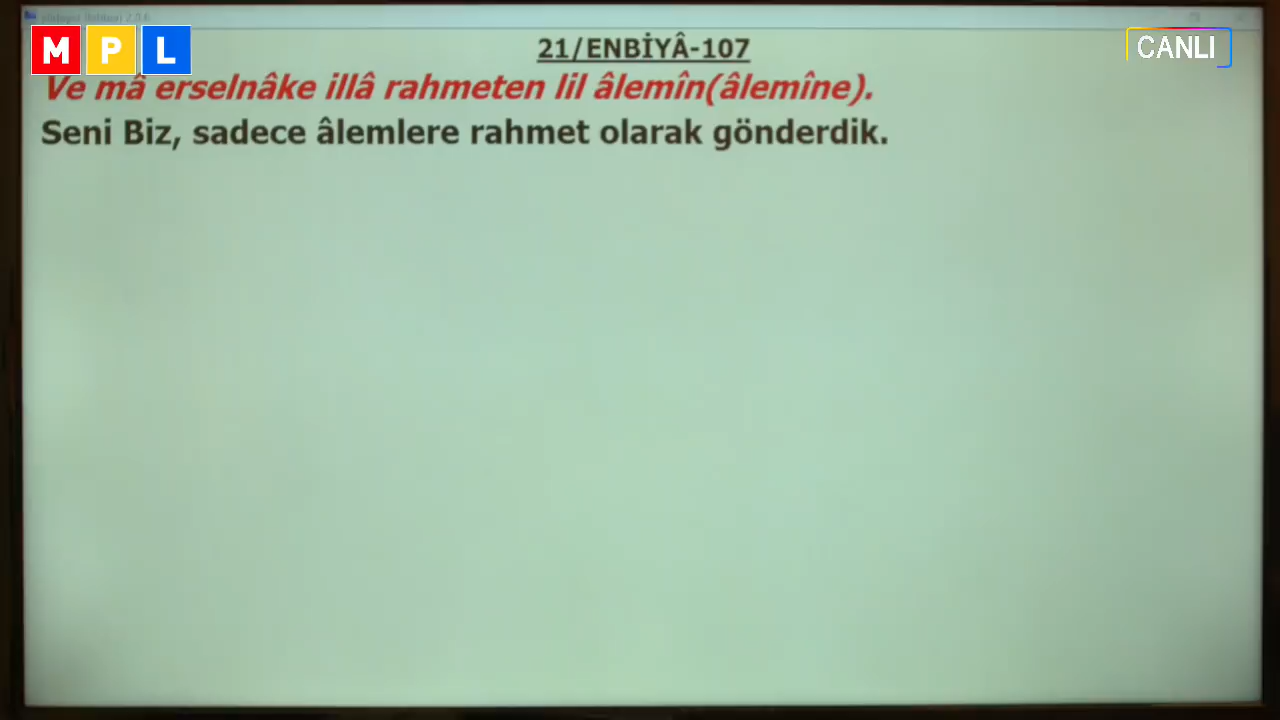 MPL
CANLI
21/ENBİYÂ-107
Ve mâ erselnâke illâ rahmeten lil âlemîn(âlemîne).
Seni Biz, sadece âlemlere rahmet olarak gönderdik.